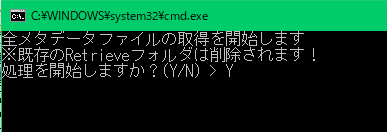 C:¥WINDOWS¥system32¥cmd.exe
全メタデータファイルの取得を開始します
※既存のRetrieveフォルダは削除されます！
処理を開始しますか？(Y/N) > Y